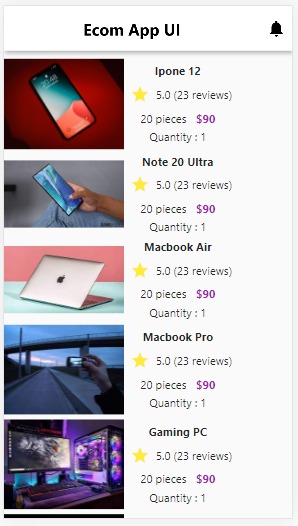 Ecom App UI
Ipone 12
5.0 (23 reviews)
20 pieces $90
Quantity : 1
Note 20 Ultra
5.0 (23 reviews)
20 pieces $90
Quantity : 1
Macbook Air
5.0 (23 reviews)
20 pieces $90
Quantity : 1
Macbook Pro
5.0 (23 reviews)
20 pieces $90
Quantity : 1
Gaming PC
5.0 (23 reviews)
20 pieces $90
Quantity : 1